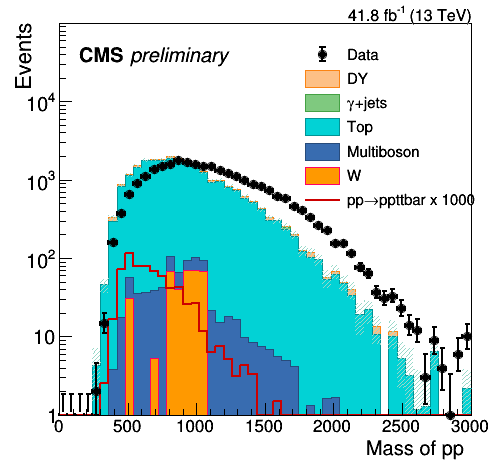 41.8 fb⁻¹ (13 TeV)
Events
CMS preliminary
Data
DY
γ+jets
Top
Multiboson
W
pp→ppttbar x 1000
10⁴
10³
10²
10
1
0 500 1000 1500 2000 2500 3000
Mass of pp